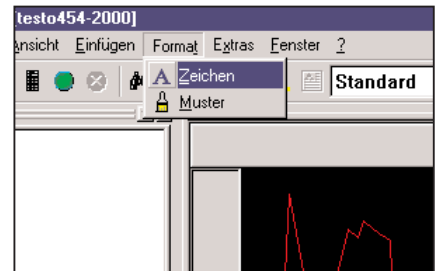 [testo454-2000]
Ansicht Einfügen Format Extras Fenster ?
Standard
Zeichen
Muster